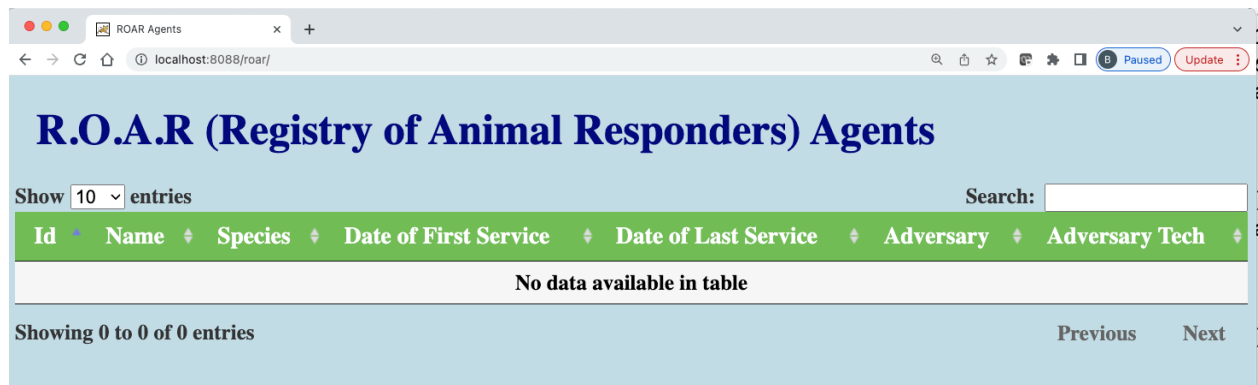 ROAR Agents
localhost:8088/roar/
B Paused Update
R.O.A.R (Registry of Animal Responders) Agents
Show 10 entries Search:
Id Name Species Date of First Service Date of Last Service Adversary Adversary Tech
No data available in table
Showing 0 to 0 of 0 entries Previous Next